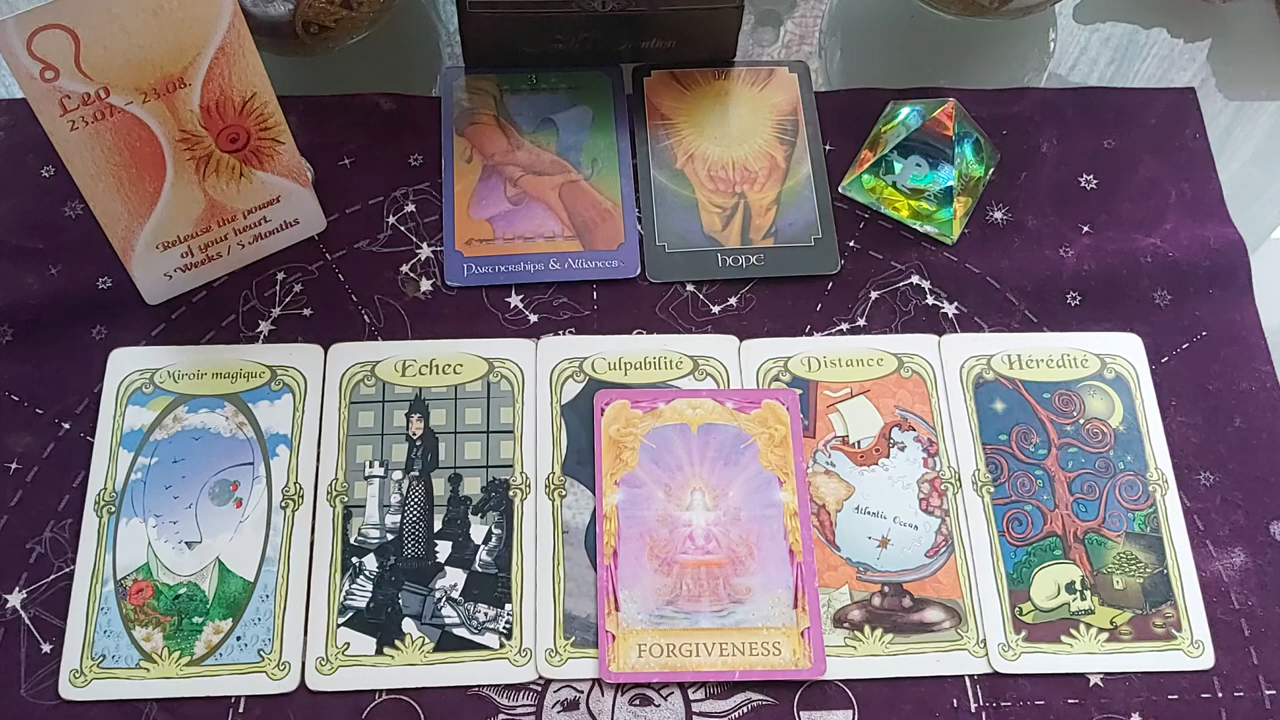 Leo
23.07. - 23.08.
Release the power
of your heart.
5 Weeks / 5 Months
3
Partnerships & Alliances
17
hope
Miroir magique
Echec
Culpabilité
Distance
Atlantic Ocean
Hérédité
FORGIVENESS